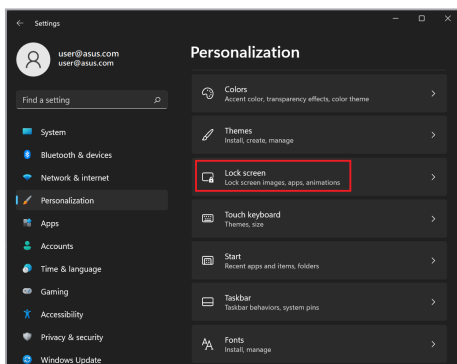 Settings
user@asus.com
user@asus.com
Find a setting
System
Bluetooth & devices
Network & internet
Personalization
Apps
Accounts
Time & language
Gaming
Accessibility
Privacy & security
Windows Update
Personalization
Colors
Accent color, transparency effects, color theme
Themes
Install, create, manage
Lock screen
Lock screen images, apps, animations
Touch keyboard
Themes, size
Start
Recent apps and items, folders
Taskbar
Taskbar behaviors, system pins
Fonts
Install, manage